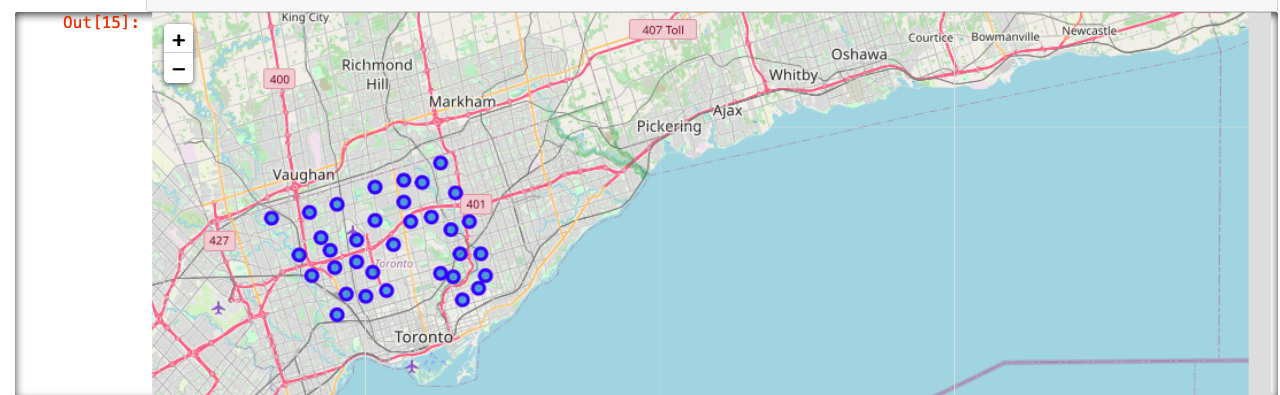 Out[15]:
King City
407 Toll
Courtice
Bowmanville
Newcastle
+
−
Richmond
Hill
400
Oshawa
Whitby
Markham
Ajax
Pickering
Vaughan
401
427
Toronto
Toronto